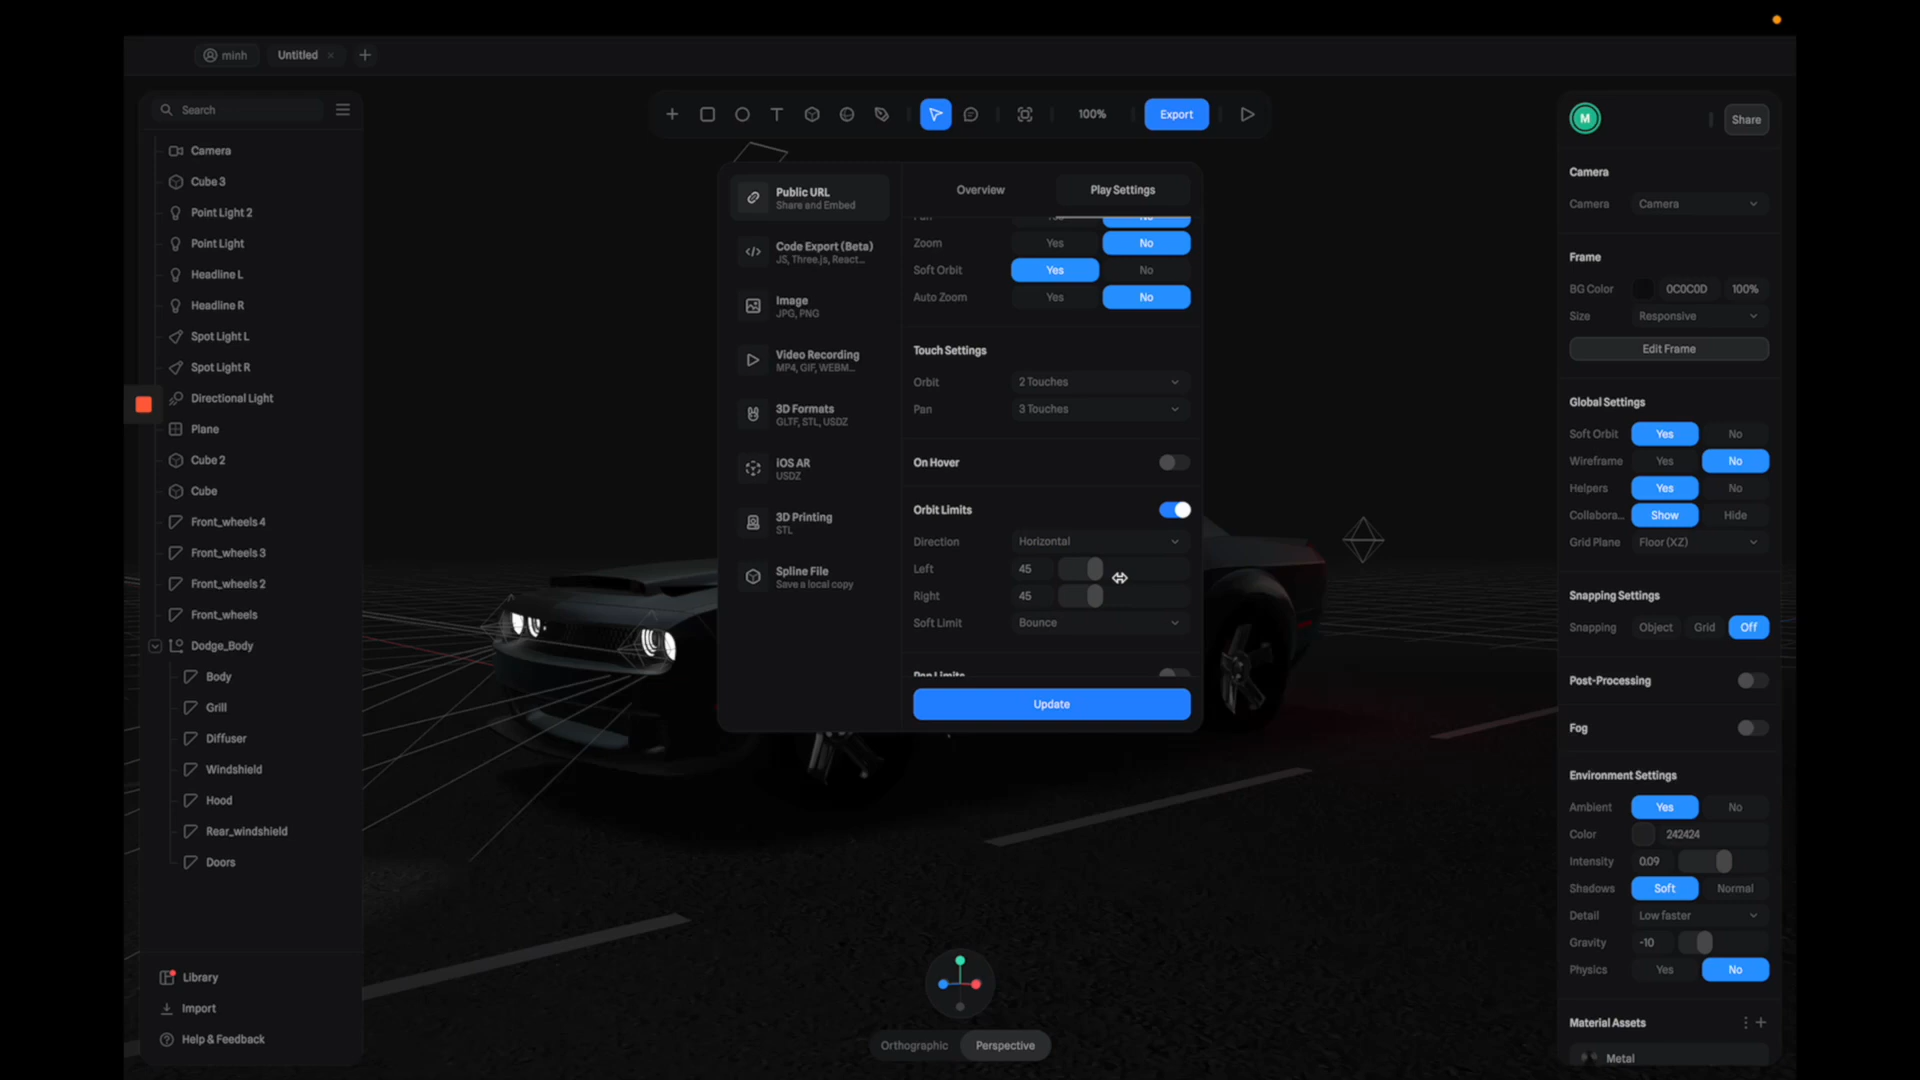 minh
Untitled
Search
Camera
Cube 3
Point Light 2
Point Light
Headline L
Headline R
Spot Light L
Spot Light R
Directional Light
Plane
Cube 2
Cube
Front_wheels 4
Front_wheels 3
Front_wheels 2
Front_wheels
Dodge_Body
Body
Grill
Diffuser
Windshield
Hood
Rear_windshield
Doors
Library
Import
Help & Feedback
100%
Export
Public URL
Share and Embed
Code Export (Beta)
JS, Three.js, React...
Image
JPG, PNG
Video Recording
MP4, GIF, WEBM...
3D Formats
GLTF, STL, USDZ
iOS AR
USDZ
3D Printing
STL
Spline File
Save a local copy
Overview
Play Settings
Pan Yes No
Zoom Yes No
Soft Orbit Yes No
Auto Zoom Yes No
Touch Settings
Orbit 2 Touches
Pan 3 Touches
On Hover
Orbit Limits
Direction Horizontal
Left 45
Right 45
Soft Limit Bounce
Pan Limits
Update
Orthographic
Perspective
M
Share
Camera
Camera Camera
Frame
BG Color 0C0C0D 100%
Size Responsive
Edit Frame
Global Settings
Soft Orbit Yes No
Wireframe Yes No
Helpers Yes No
Collabora... Show Hide
Grid Plane Floor (XZ)
Snapping Settings
Snapping Object Grid Off
Post-Processing
Fog
Environment Settings
Ambient Yes No
Color 242424
Intensity 0.09
Shadows Soft Normal
Detail Low faster
Gravity -10
Physics Yes No
Material Assets
Metal